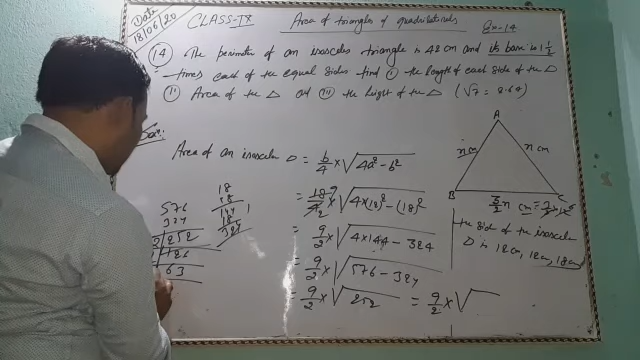 Date
18/06/20
CLASS-IX Area of triangles of quadrilaterals Ex-14
(14) The perimeter of an isosceles triangle is 42 cm and its base is 1 1/2
times each of the equal sides find (i) the length of each side of the Δ
(ii) Area of the Δ (iii) the height of the Δ (√7 = 2.64)
Area of an isosceles Δ = b/4 × √4a² - b²
= 18/4 × √4×(12)² - (18)²
= 9/2 × √4×144 - 324
= 9/2 × √576 - 324
= 9/2 × √252 = 9/2 × √
576
324
2 252
126
63
18
18
144
18
324
A
x cm x cm
B C
3/2 x cm
the side of the isosceles
Δ is 12cm, 12cm, 18cm